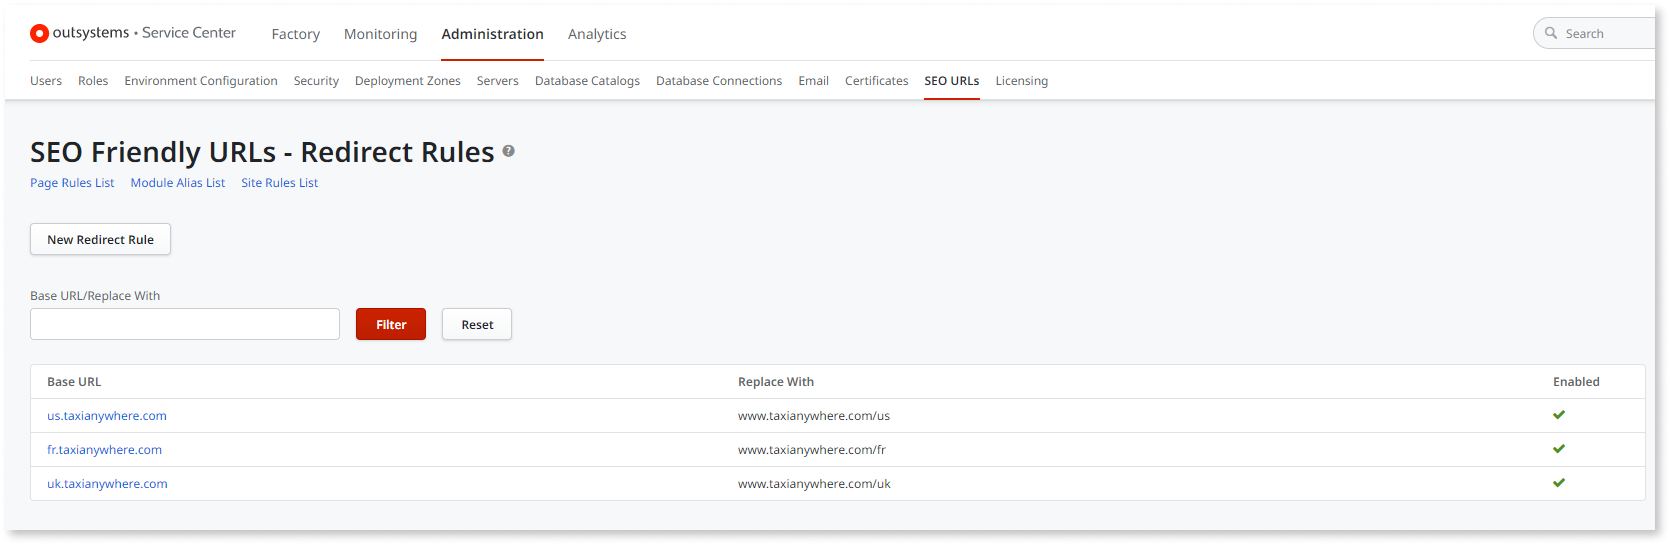 outsystems • Service Center Factory Monitoring Administration Analytics Search
Users Roles Environment Configuration Security Deployment Zones Servers Database Catalogs Database Connections Email Certificates SEO URLs Licensing
SEO Friendly URLs - Redirect Rules ?
Page Rules List Module Alias List Site Rules List
New Redirect Rule
Base URL/Replace With
Filter Reset
Base URL Replace With Enabled
us.taxianywhere.com www.taxianywhere.com/us
fr.taxianywhere.com www.taxianywhere.com/fr
uk.taxianywhere.com www.taxianywhere.com/uk